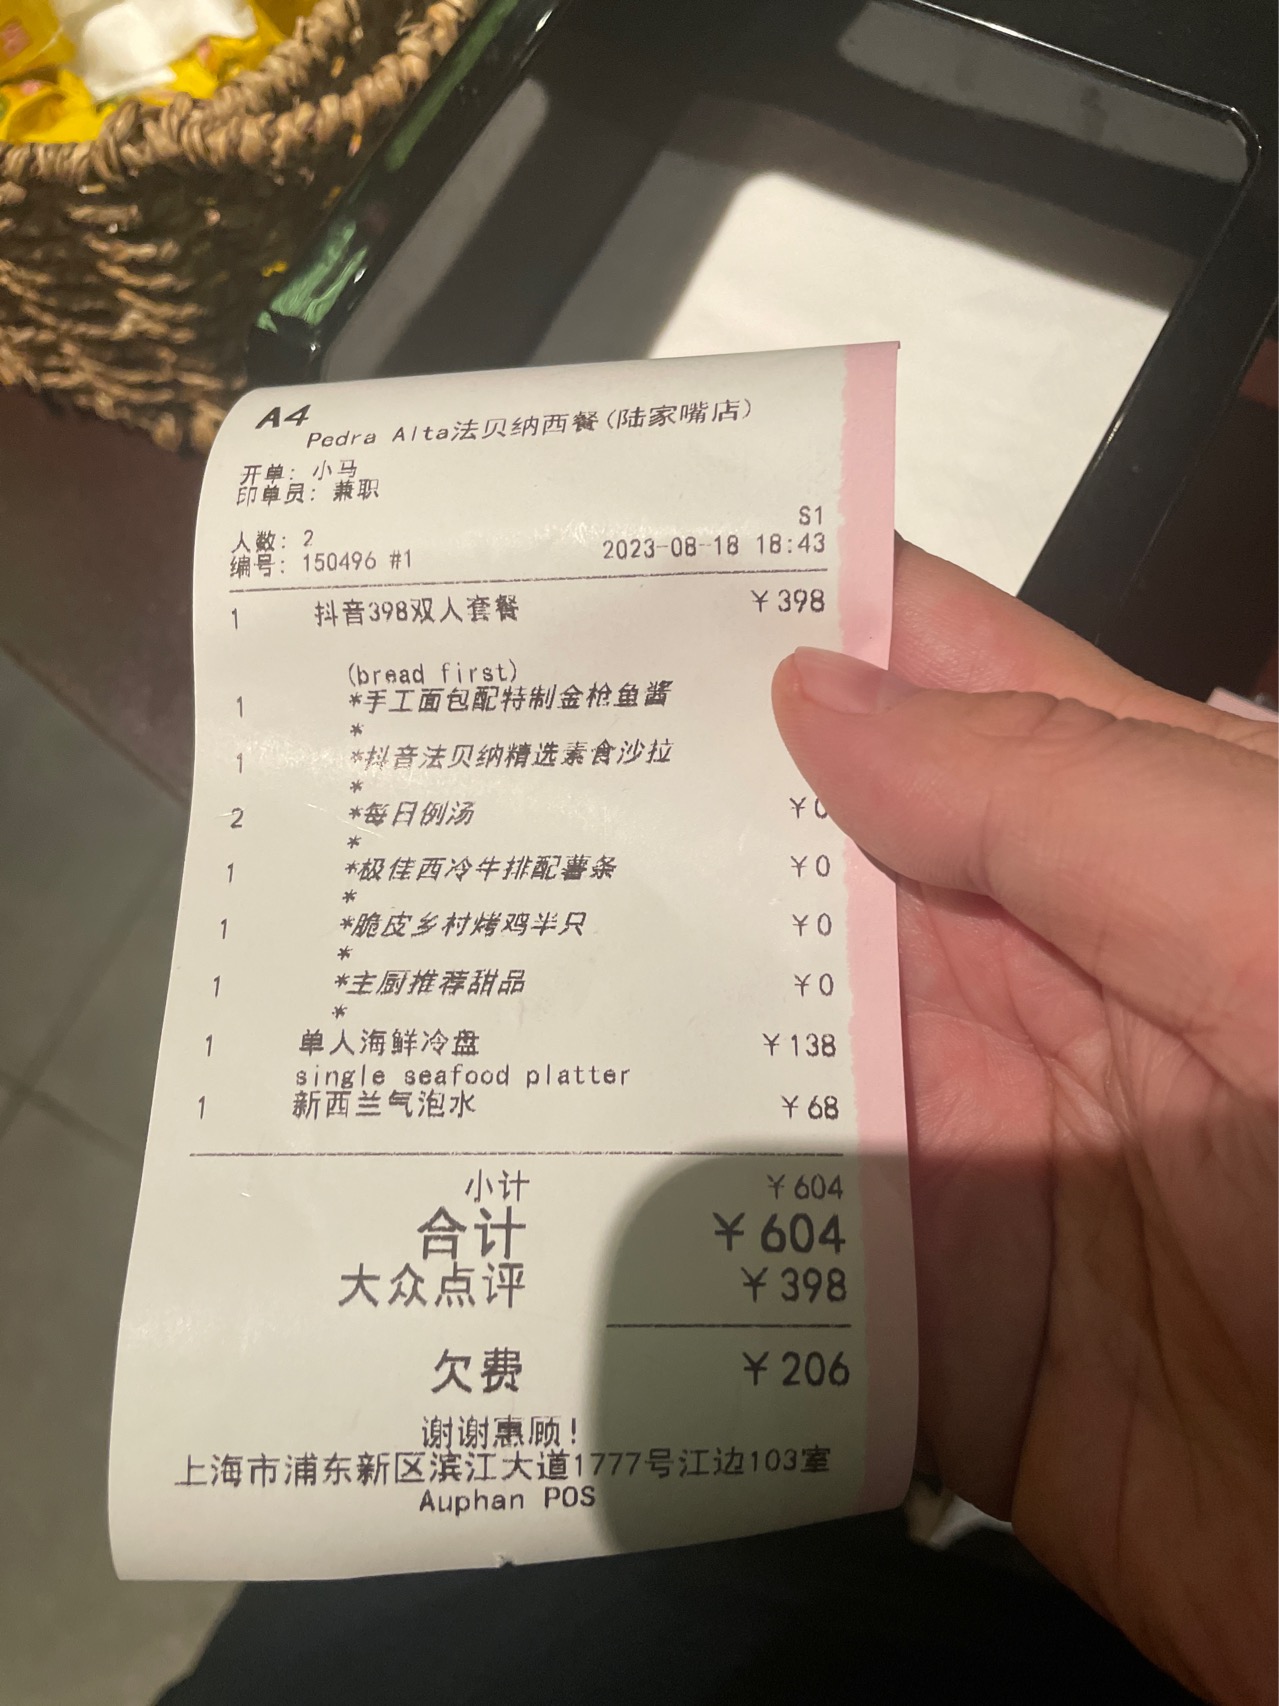 A4
Pedra Alta法贝纳西餐(陆家嘴店)
开单: 小马
印单员: 兼职
S1
人数: 2
编号: 150496 #1 2023-08-18 18:43
1 抖音398双人套餐 ￥398
(bread first)
1 *手工面包配特制金枪鱼酱
*
1 *抖音法贝纳精选素食沙拉
*
2 *每日例汤 ￥0
*
1 *极佳西冷牛排配薯条 ￥0
*
1 *脆皮乡村烤鸡半只 ￥0
*
1 *主厨推荐甜品 ￥0
*
1 单人海鲜冷盘 ￥138
single seafood platter
1 新西兰气泡水 ￥68
小计 ￥604
合计 ￥604
大众点评 ￥398
欠费 ￥206
谢谢惠顾!
上海市浦东新区滨江大道1777号江边103室
Auphan POS